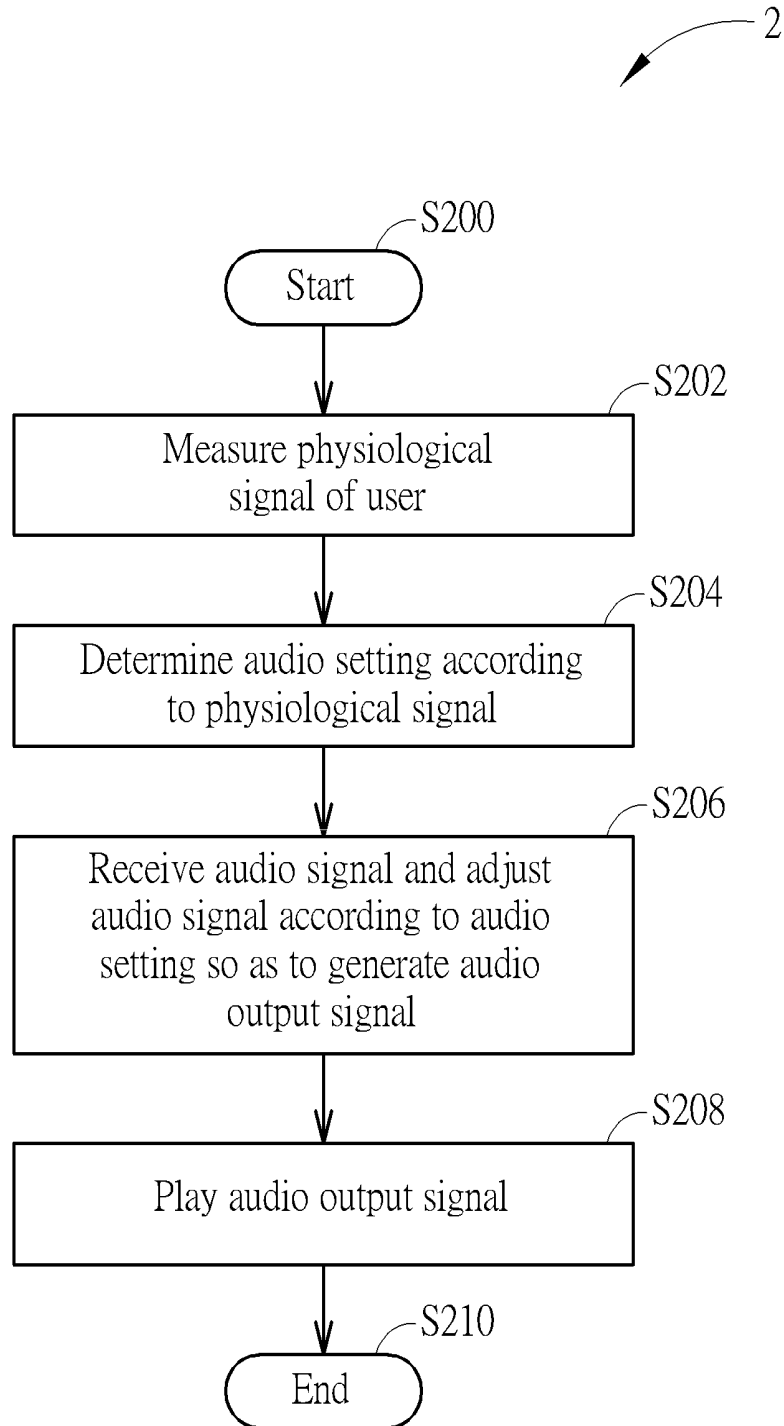 2
S200
Start
S202
Measure physiological
signal of user
S204
Determine audio setting according
to physiological signal
S206
Receive audio signal and adjust
audio signal according to audio
setting so as to generate audio
output signal
S208
Play audio output signal
S210
End